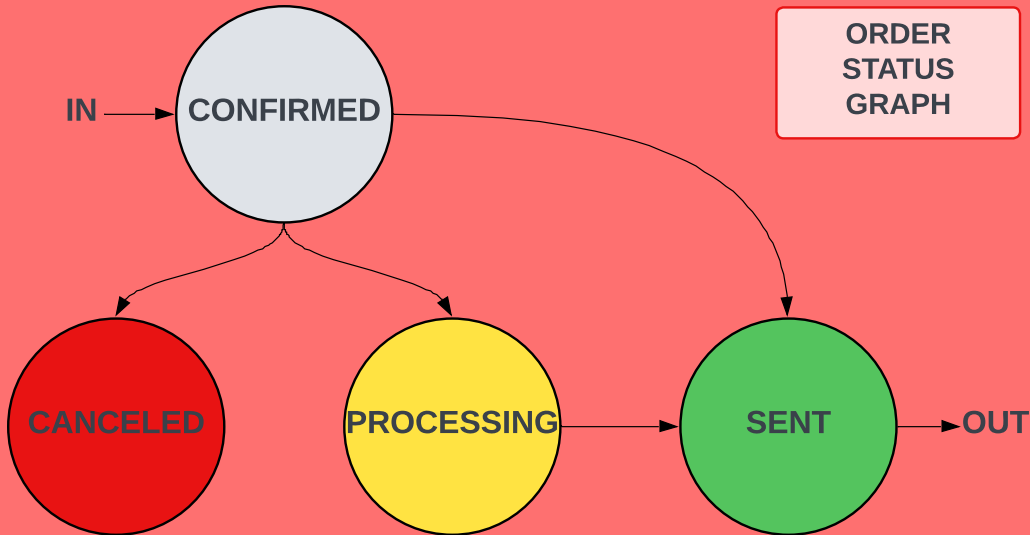 ORDER
STATUS
GRAPH
IN
CONFIRMED
CANCELED
PROCESSING
SENT
OUT